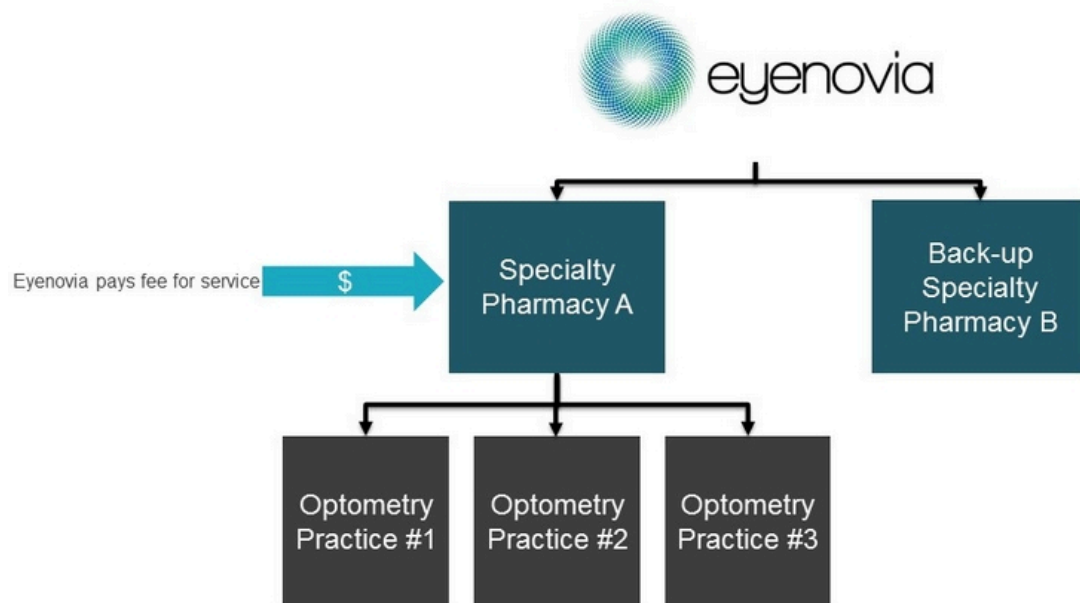 eyenovia
Eyenovia pays fee for service
$
Specialty
Pharmacy A
Back-up
Specialty
Pharmacy B
Optometry
Practice #1
Optometry
Practice #2
Optometry
Practice #3